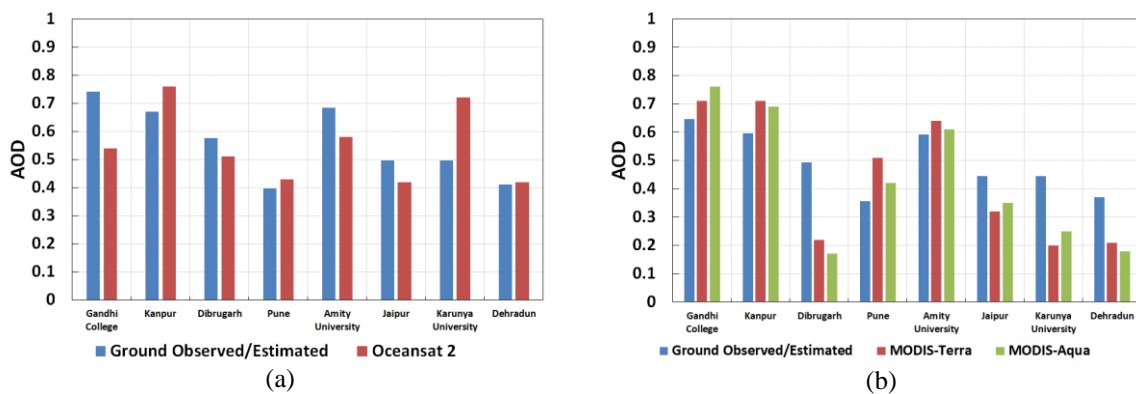 1
0.9
0.8
0.7
0.6
0.5
0.4
0.3
0.2
0.1
0
AOD
Gandhi College Kanpur Dibrugarh Pune Amity University Jaipur Karunya University Dehradun
Ground Observed/Estimated Oceansat 2
(a)
1
0.9
0.8
0.7
0.6
0.5
0.4
0.3
0.2
0.1
0
AOD
Gandhi College Kanpur Dibrugarh Pune Amity University Jaipur Karunya University Dehradun
Ground Observed/Estimated MODIS-Terra MODIS-Aqua
(b)